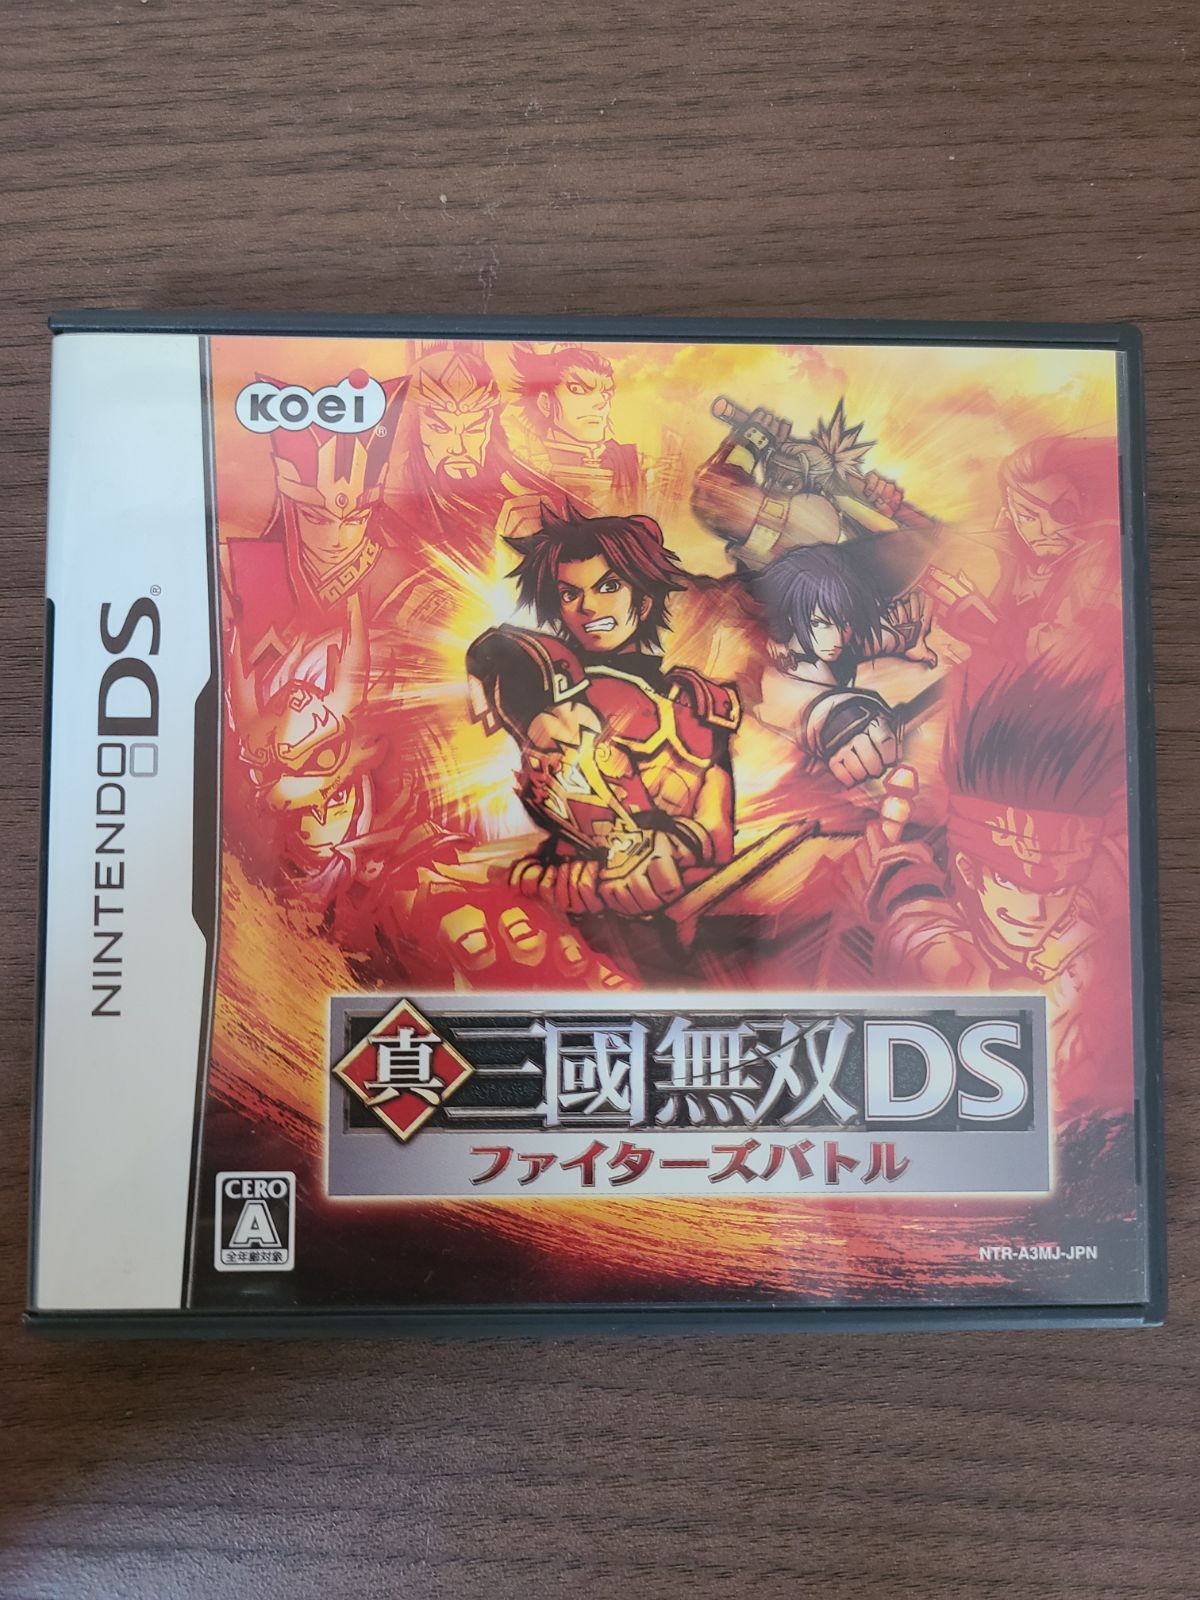 KOEI
®
NINTENDO DS®
真・三國無双DS
ファイターズバトル
CERO
A
全年齢対象
NTR-A3MJ-JPN